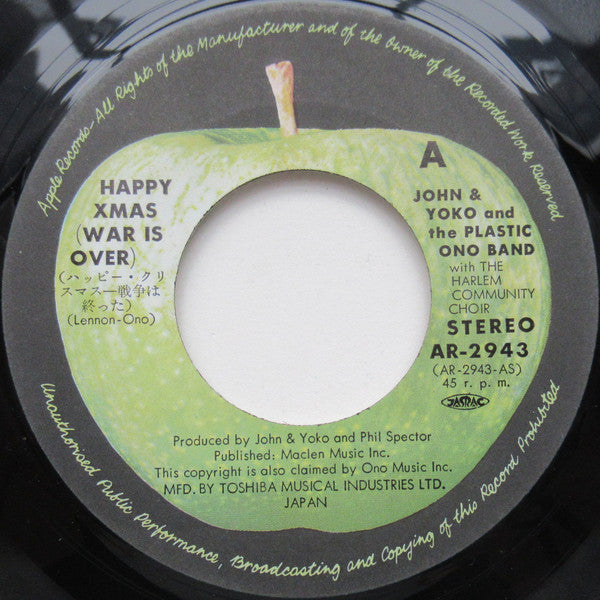 Apple Records–All Rights of the Manufacturer and of the Owner of the Recorded Work Reserved
A
HAPPY
XMAS
(WAR IS
OVER)
(ハッピー・クリ
スマス―戦争は
終った)
(Lennon-Ono)
JOHN &
YOKO and
the PLASTIC
ONO BAND
with THE
HARLEM
COMMUNITY
CHOIR
STEREO
AR-2943
(AR-2943-AS)
45 r. p. m.
JASRAC
Produced by John & Yoko and Phil Spector
Published: Maclen Music Inc.
This copyright is also claimed by Ono Music Inc.
MFD. BY TOSHIBA MUSICAL INDUSTRIES LTD.
JAPAN
Unauthorised Public Performance, Broadcasting and Copying of this Record Prohibited